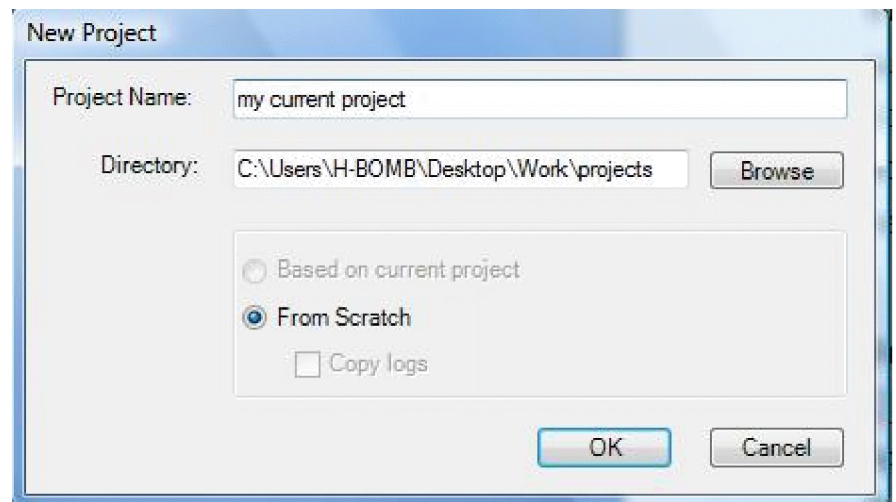 New Project
Project Name: my current project
Directory: C:\Users\H-BOMB\Desktop\Work\projects Browse
Based on current project
From Scratch
Copy logs
OK Cancel